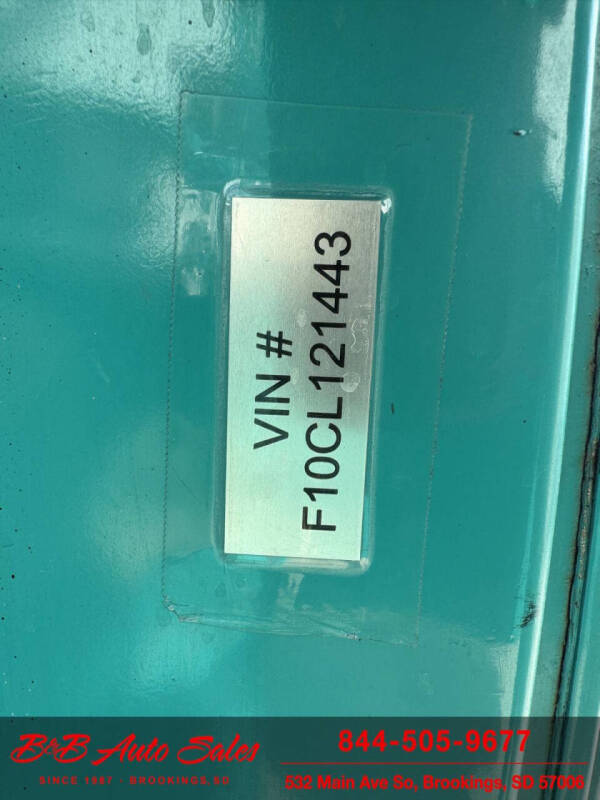 VIN #
F10CL121443
B&B Auto Sales
SINCE 1987 - BROOKINGS, SD
844-505-9677
532 Main Ave So, Brookings, SD 57006